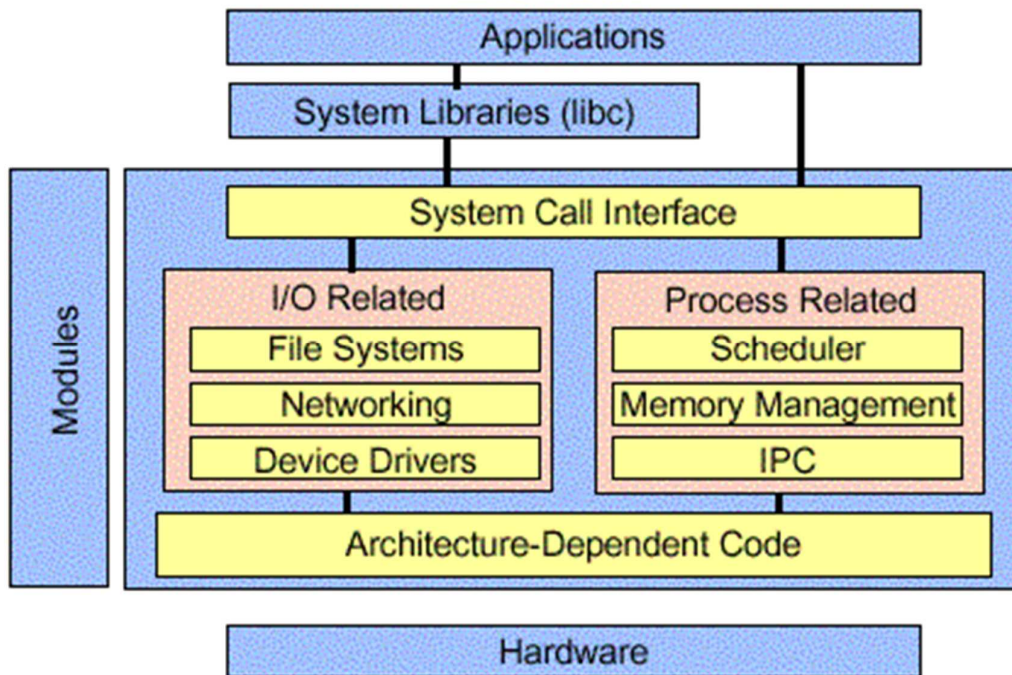 Applications
System Libraries (libc)
Modules
System Call Interface
I/O Related
File Systems
Networking
Device Drivers
Process Related
Scheduler
Memory Management
IPC
Architecture-Dependent Code
Hardware